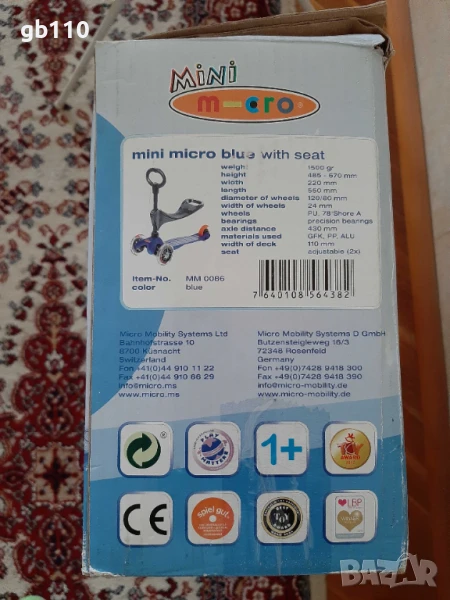 gb110
Mini
m-cro
mini micro blue with seat
weight 1500 gr
height 485 - 670 mm
width 220 mm
length 550 mm
diameter of wheels 120/80 mm
width of wheels 24 mm
wheels PU, 78°Shore A
bearings precision bearings
axle distance 430 mm
materials used GFK, PP, ALU
width of deck 110 mm
seat adjustable (2x)
Item-No. MM 0086
color blue
7 640108 564382
Micro Mobility Systems Ltd
Bahnhofstrasse 10
8700 Küsnacht
Switzerland
Fon +41(0)44 910 11 22
Fax +41(0)44 910 66 29
info@micro.ms
www.micro.ms
Micro Mobility Systems D GmbH
Butzensteigleweg 16/3
72348 Rosenfeld
Germany
Fon +49(0)7428 9418 300
Fax +49(0)7428 9418 390
info@micro-mobility.de
www.micro-mobility.de
PLAY
MATTERS
1+
AWARD
CE
spiel gut
BAZAR